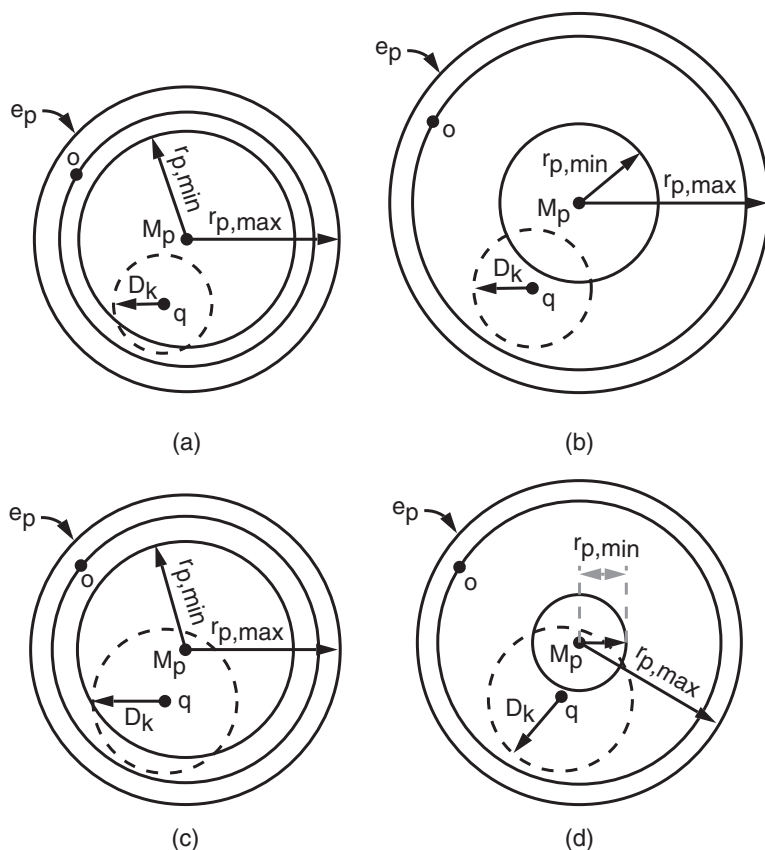 e_p
o
r_p,min
r_p,max
M_p
D_k
q
(a)
e_p
o
r_p,min
r_p,max
M_p
D_k
q
(b)
e_p
o
r_p,min
r_p,max
M_p
D_k
q
(c)
e_p
o
r_p,min
M_p
r_p,max
D_k
q
(d)